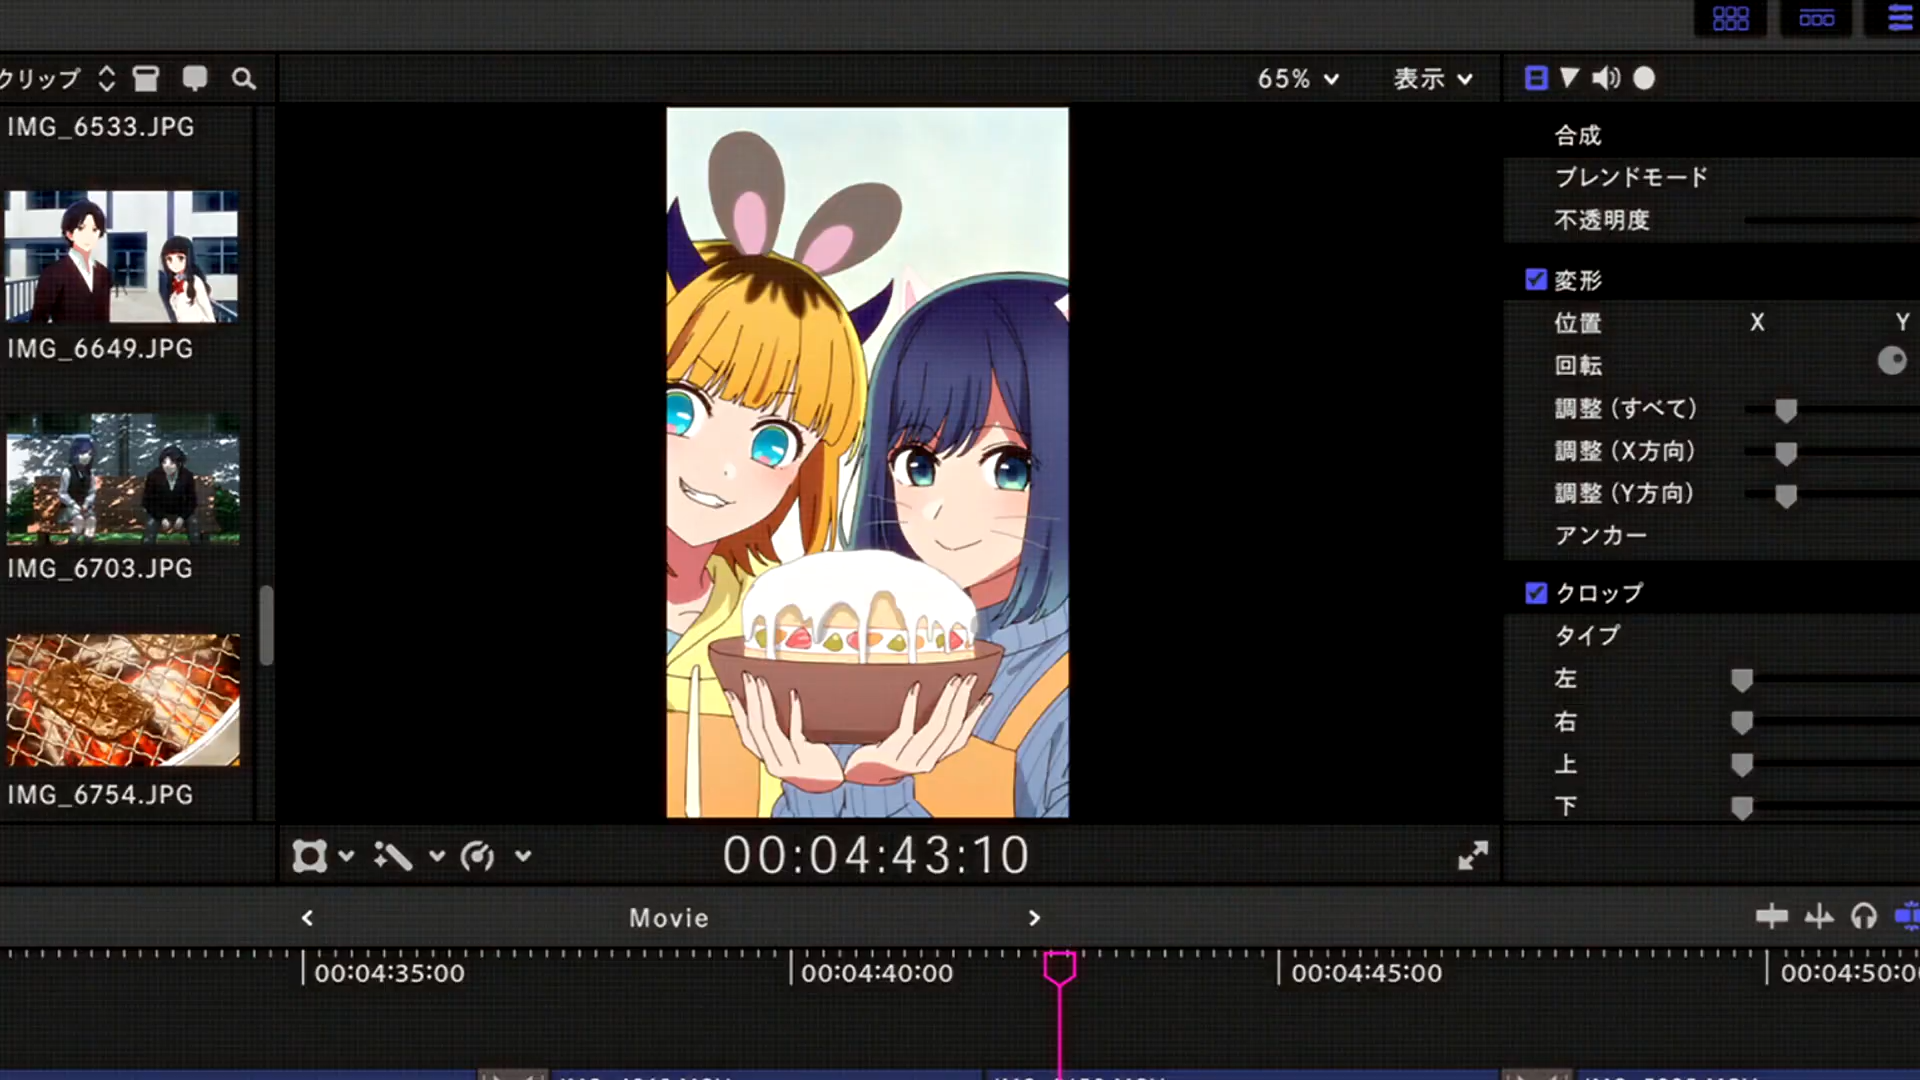 クリップ
65%
表示
IMG_6533.JPG
合成
ブレンドモード
不透明度
変形
位置 X Y
IMG_6649.JPG
回転
調整(すべて)
調整(X方向)
調整(Y方向)
アンカー
IMG_6703.JPG
クロップ
タイプ
左
右
上
IMG_6754.JPG
下
00:04:43:10
Movie
00:04:35:00
00:04:40:00
00:04:45:00
00:04:50:00